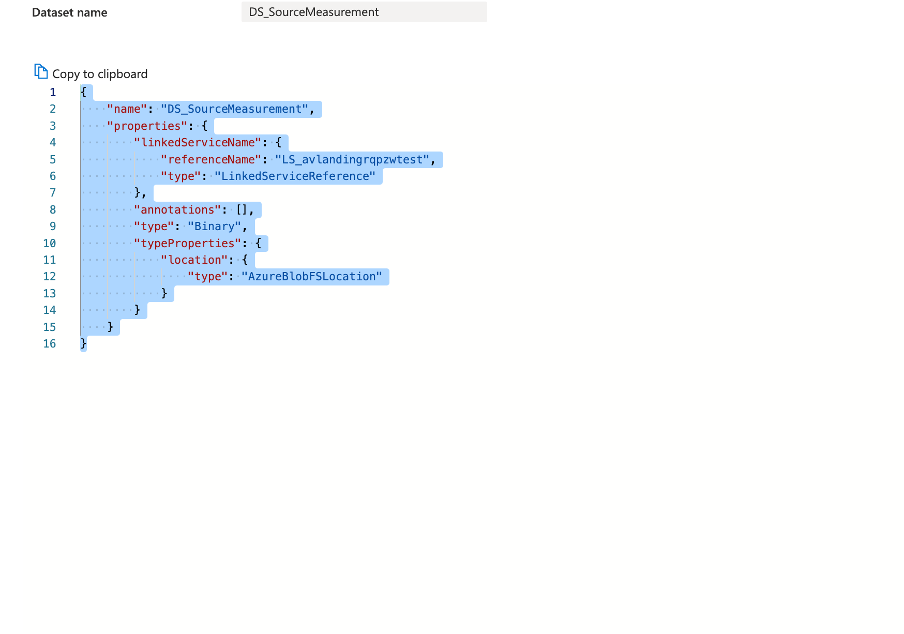 Dataset name DS_SourceMeasurement
Copy to clipboard
1 {
2 "name": "DS_SourceMeasurement",
3 "properties": {
4 "linkedServiceName": {
5 "referenceName": "LS_avlandingrqpzwtest",
6 "type": "LinkedServiceReference"
7 },
8 "annotations": [],
9 "type": "Binary",
10 "typeProperties": {
11 "location": {
12 "type": "AzureBlobFSLocation"
13 }
14 }
15 }
16 }